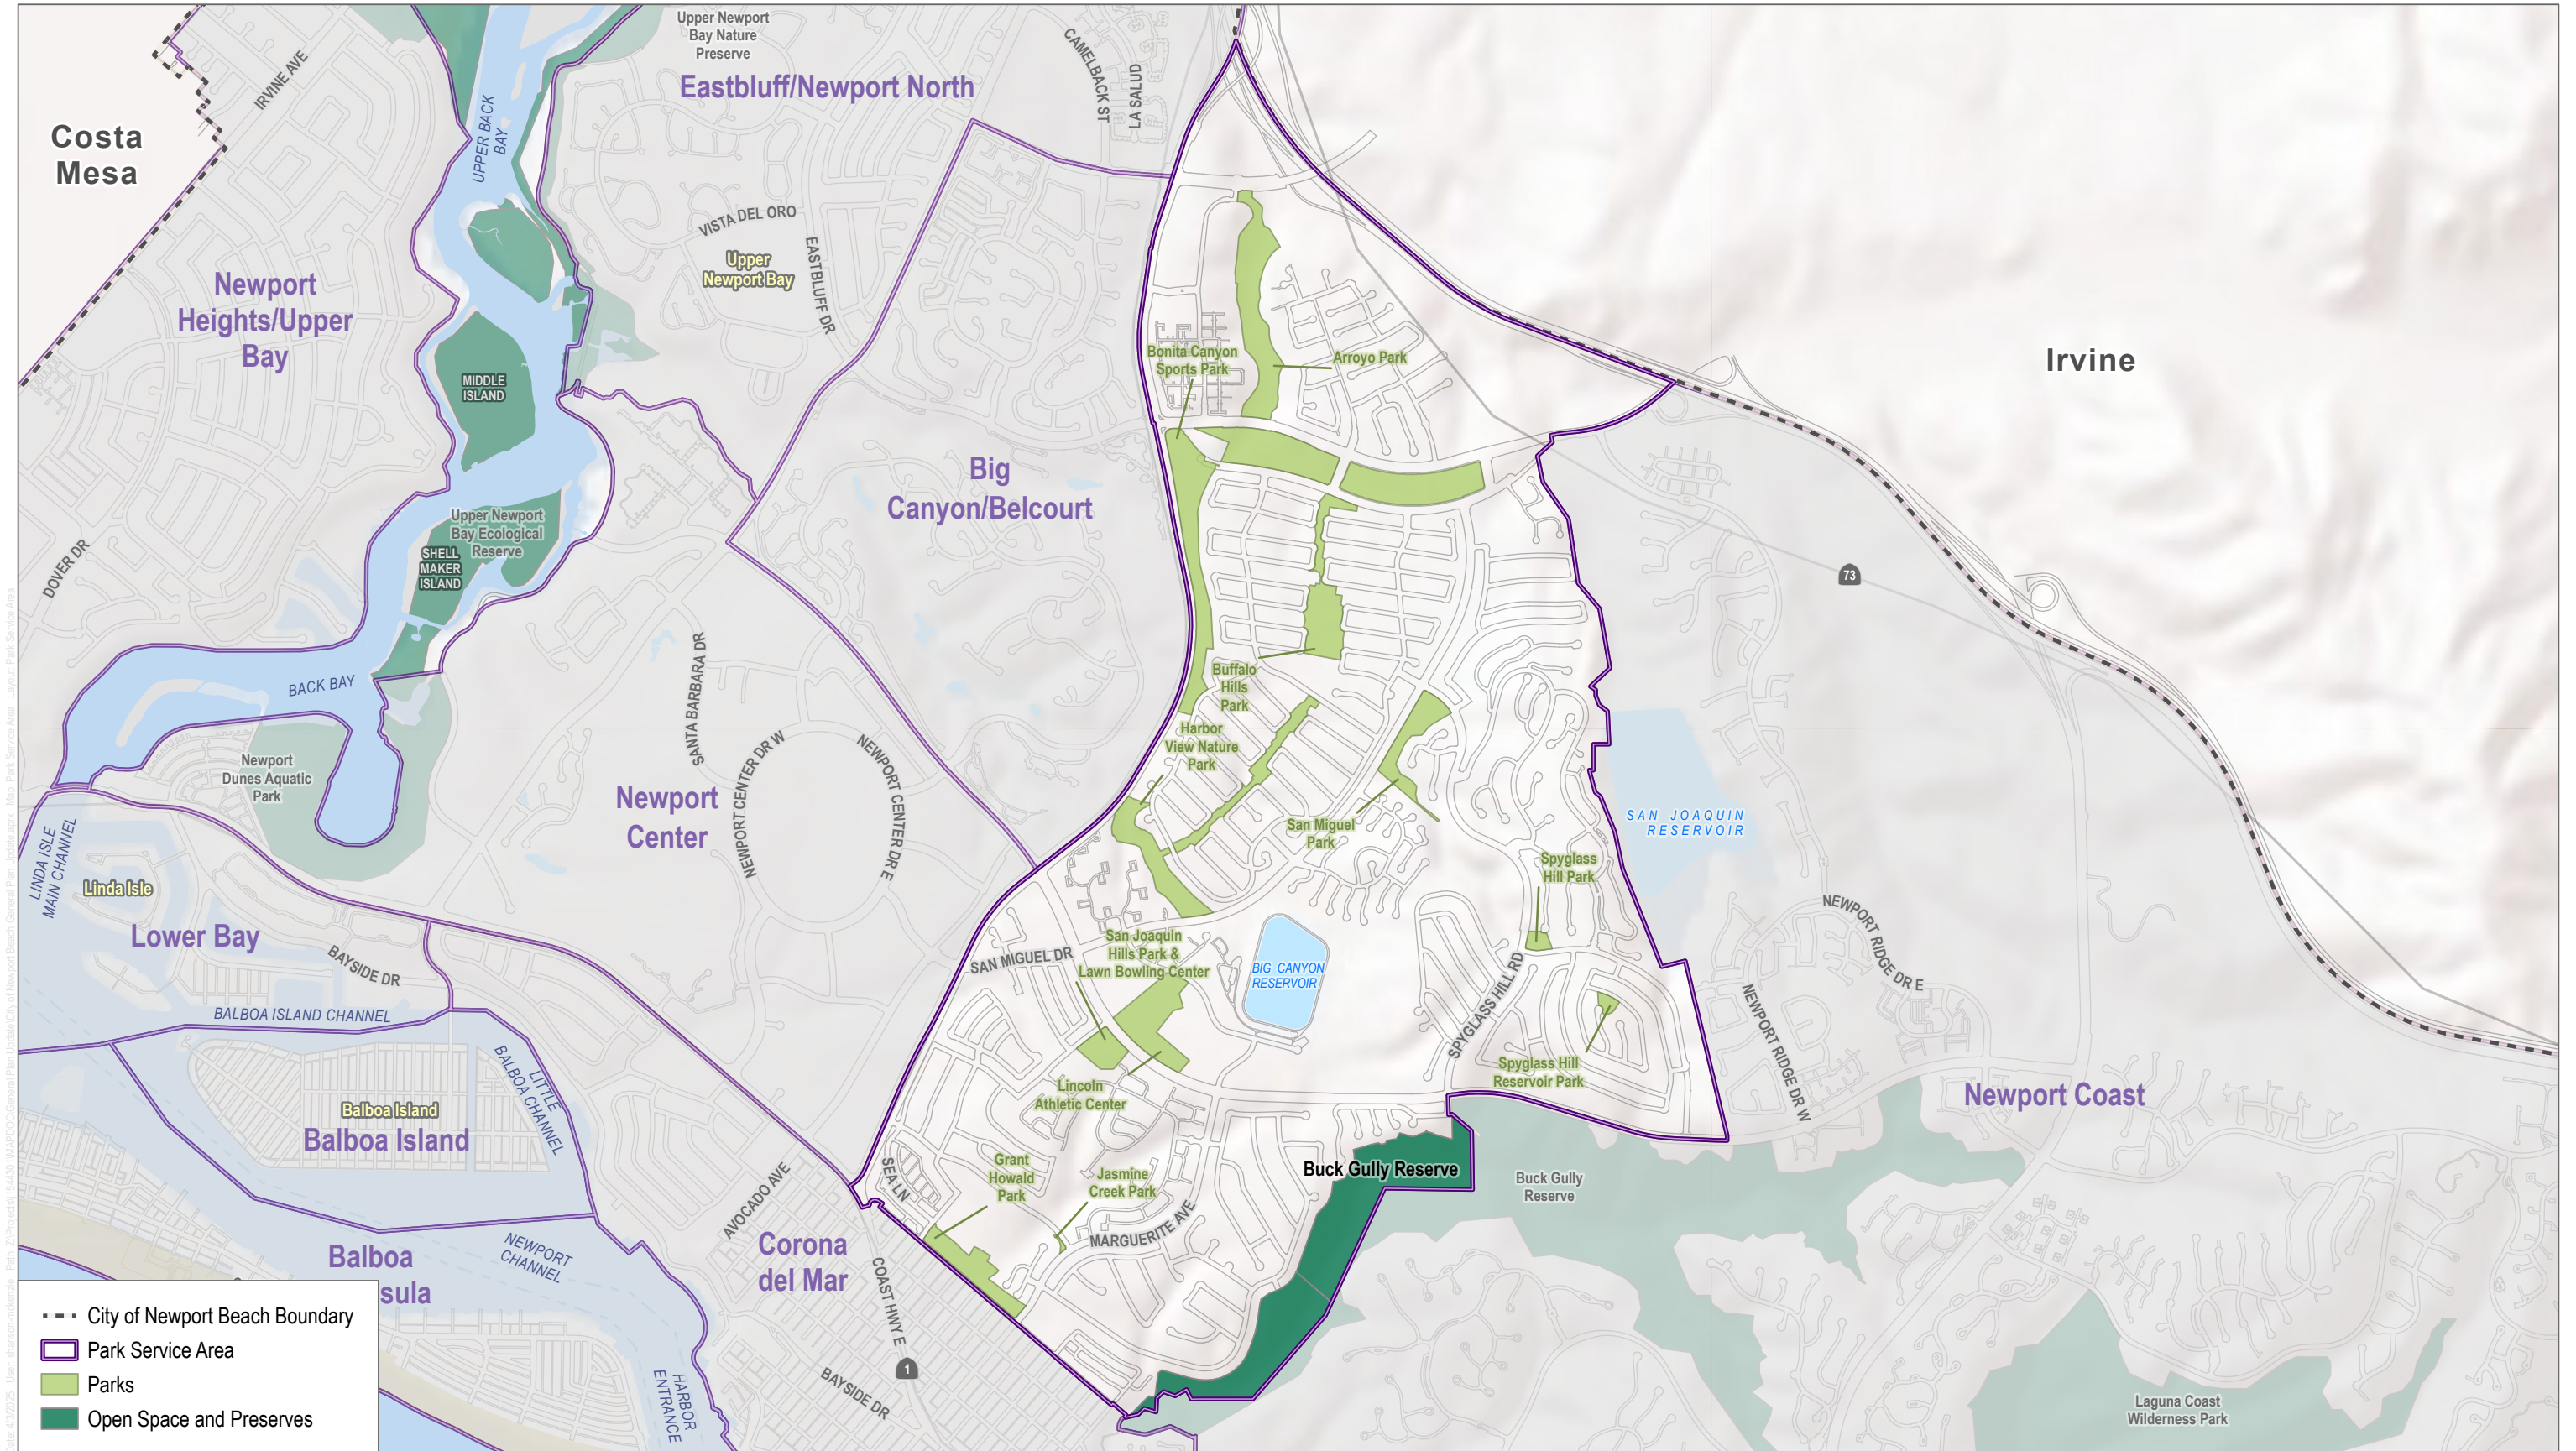 Upper Newport
Bay Nature
Preserve
Eastbluff/Newport North
CAMELBACK ST
LA SALUD
IRVINE AVE
UPPER BACK
BAY
Costa
Mesa
VISTA DEL ORO
EASTBLUFF DR
Upper
Newport Bay
Newport
Heights/Upper
Bay
MIDDLE
ISLAND
Bonita Canyon
Sports Park
Arroyo Park
Irvine
Big
Canyon/Belcourt
Upper Newport
Bay Ecological
Reserve
SHELL
MAKER
ISLAND
DOVER DR
73
BACK BAY
SANTA BARBARA DR
Buffalo
Hills
Park
Harbor
View Nature
Park
NEWPORT CENTER DR W
NEWPORT CENTER DR E
Newport
Dunes Aquatic
Park
Newport
Center
San Miguel
Park
SAN JOAQUIN
RESERVOIR
LINDA ISLE
MAIN CHANNEL
Linda Isle
Spyglass
Hill Park
Lower Bay
BAYSIDE DR
SAN MIGUEL DR
San Joaquin
Hills Park &
Lawn Bowling Center
BIG CANYON
RESERVOIR
NEWPORT RIDGE DR E
NEWPORT RIDGE DR W
SPYGLASS HILL RD
BALBOA ISLAND CHANNEL
LITTLE
BALBOA CHANNEL
Spyglass Hill
Reservoir Park
Lincoln
Athletic Center
Newport Coast
Balboa Island
Balboa Island
SEA LN
AVOCADO AVE
Grant
Howald
Park
Jasmine
Creek Park
MARGUERITE AVE
Buck Gully Reserve
Buck Gully
Reserve
NEWPORT
CHANNEL
Balboa
sula
Corona
del Mar
COAST HWY E
1
BAYSIDE DR
HARBOR
ENTRANCE
Laguna Coast
Wilderness Park
City of Newport Beach Boundary
Park Service Area
Parks
Open Space and Preserves